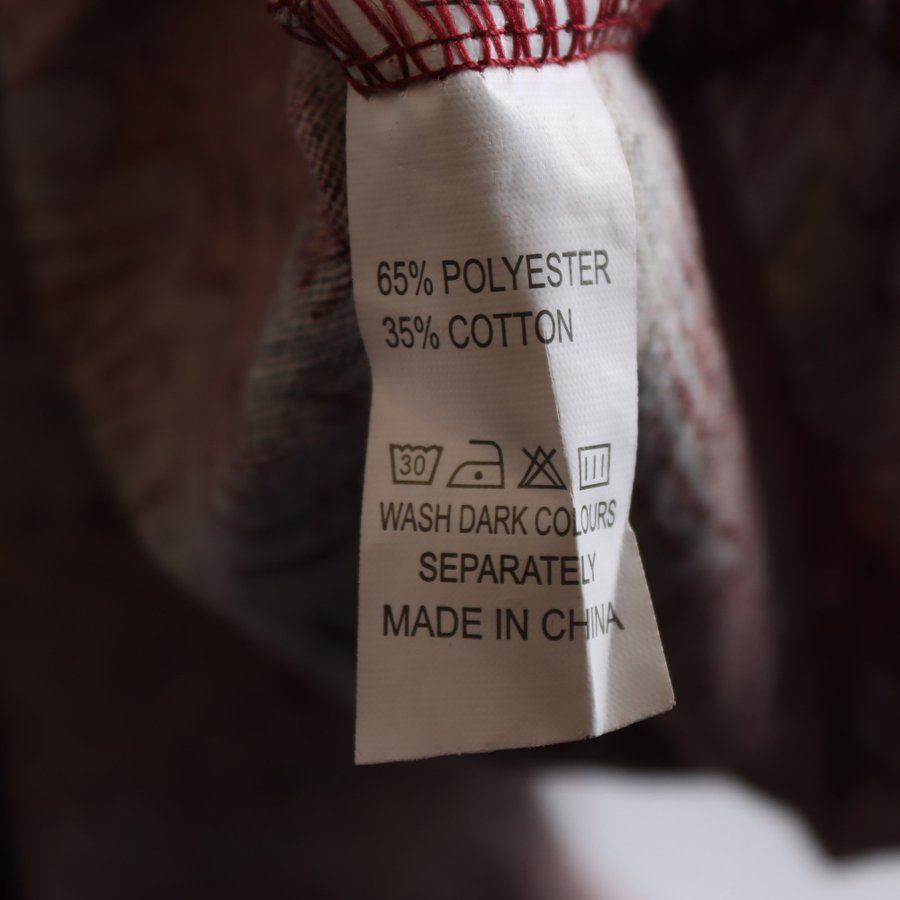 65% POLYESTER
35% COTTON
30
WASH DARK COLOURS
SEPARATELY
MADE IN CHINA